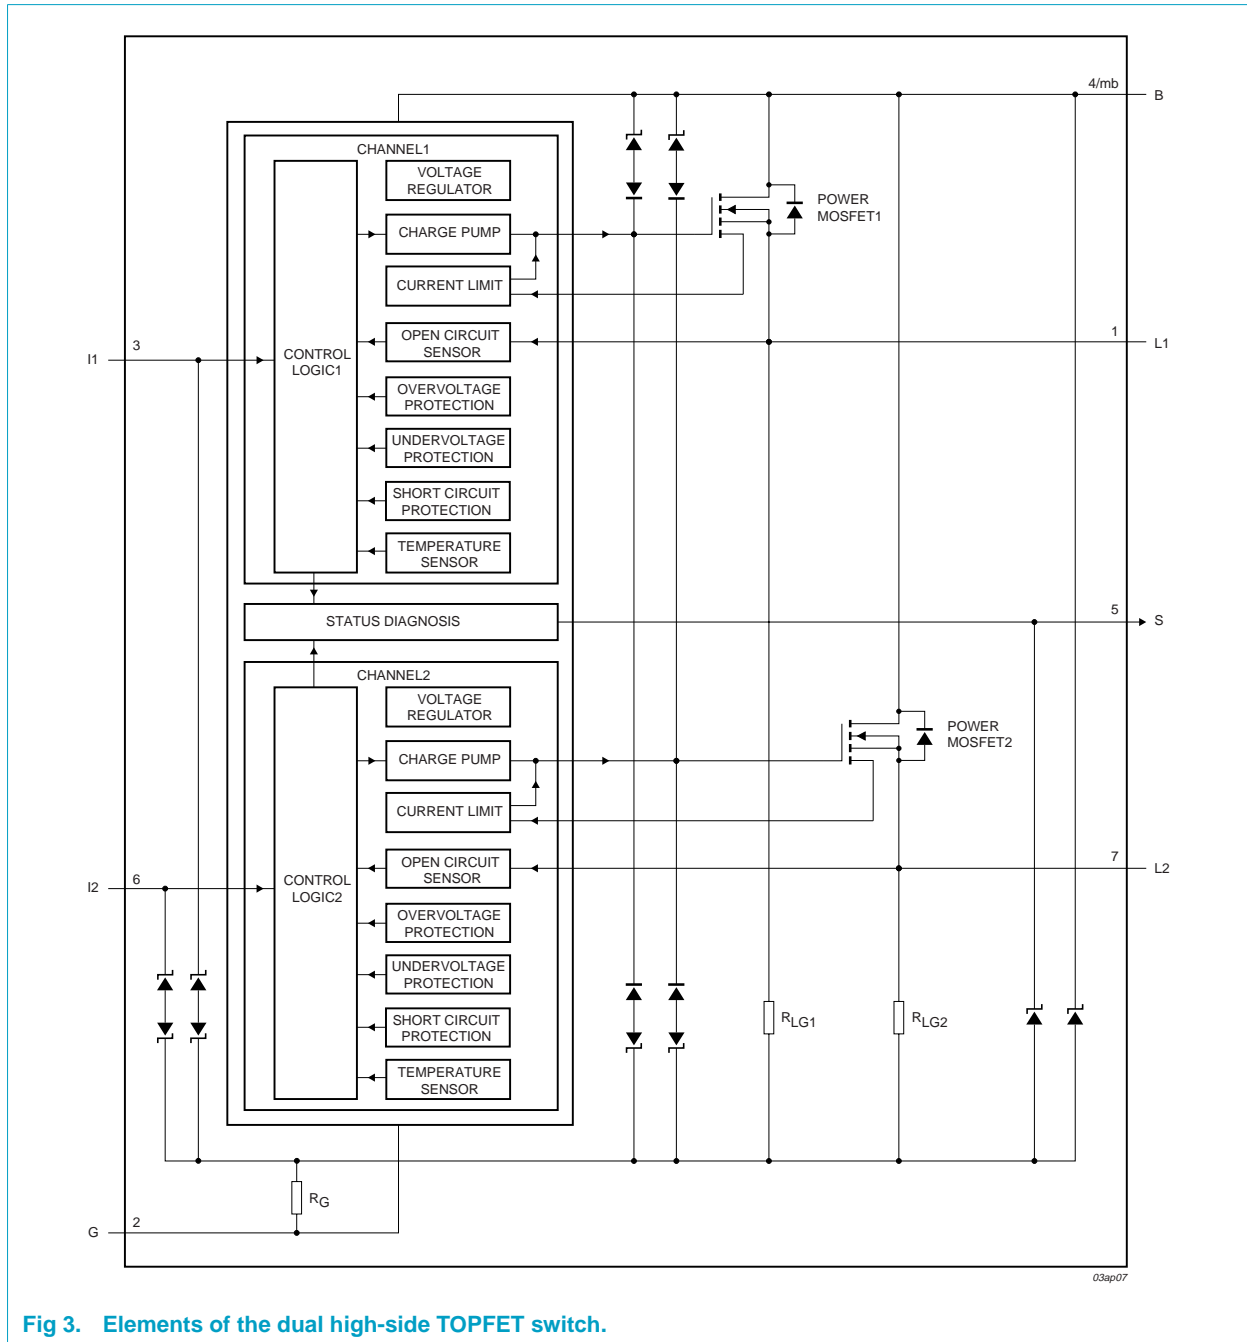 4/mb
B
CHANNEL1
VOLTAGE
REGULATOR
POWER
MOSFET1
CHARGE PUMP
CURRENT LIMIT
OPEN CIRCUIT
SENSOR
1
L1
I1
3
CONTROL
LOGIC1
OVERVOLTAGE
PROTECTION
UNDERVOLTAGE
PROTECTION
SHORT CIRCUIT
PROTECTION
TEMPERATURE
SENSOR
STATUS DIAGNOSIS
5
S
CHANNEL2
VOLTAGE
REGULATOR
POWER
MOSFET2
CHARGE PUMP
CURRENT LIMIT
OPEN CIRCUIT
SENSOR
7
L2
I2
6
CONTROL
LOGIC2
OVERVOLTAGE
PROTECTION
UNDERVOLTAGE
PROTECTION
SHORT CIRCUIT
PROTECTION
RLG1
RLG2
TEMPERATURE
SENSOR
RG
G
2
03ap07
Fig 3. Elements of the dual high-side TOPFET switch.